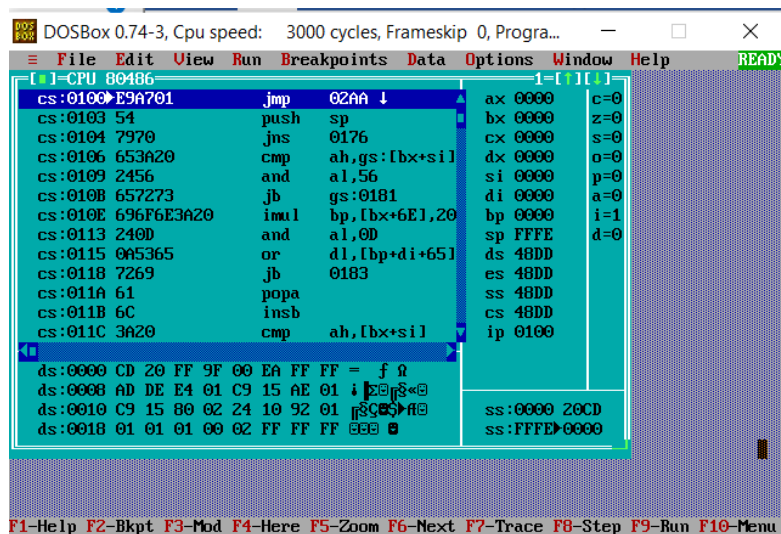 DOSBox 0.74-3, Cpu speed: 3000 cycles, Frameskip 0, Progra...
≡ File Edit View Run Breakpoints Data Options Window Help READY
[■]=CPU 80486 1=[↑][↓]
cs:0100▶E9A701 jmp 02AA ↓ ax 0000 c=0
cs:0103 54 push sp bx 0000 z=0
cs:0104 7970 jns 0176 cx 0000 s=0
cs:0106 653A20 cmp ah,gs:[bx+si] dx 0000 o=0
cs:0109 2456 and al,56 si 0000 p=0
cs:010B 657273 jb gs:0181 di 0000 a=0
cs:010E 696F6E3A20 imul bp,[bx+6E],20 bp 0000 i=1
cs:0113 240D and al,0D sp FFFE d=0
cs:0115 0A5365 or dl,[bp+di+65] ds 48DD
cs:0118 7269 jb 0183 es 48DD
cs:011A 61 popa ss 48DD
cs:011B 6C insb cs 48DD
cs:011C 3A20 cmp ah,[bx+si] ip 0100
ds:0000 CD 20 FF 9F 00 EA FF FF = ƒ Ω
ds:0008 AD DE E4 01 C9 15 AE 01 ¡▐Σ☺╔§«☺
ds:0010 C9 15 80 02 24 10 92 01 ╔§Ç☻$►Æ☺ ss:0000 20CD
ds:0018 01 01 01 00 02 FF FF FF ☺☺☺ ☻ ss:FFFE▶0000
F1-Help F2-Bkpt F3-Mod F4-Here F5-Zoom F6-Next F7-Trace F8-Step F9-Run F10-Menu